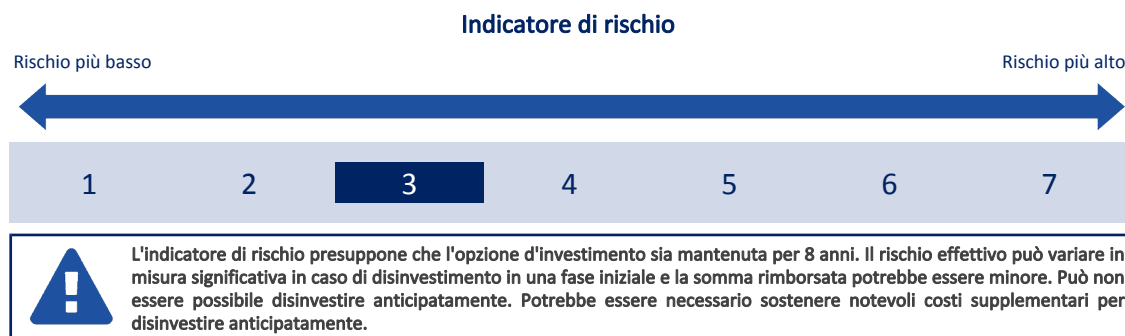 Indicatore di rischio
Rischio più basso
Rischio più alto
1 2 3 4 5 6 7
L'indicatore di rischio presuppone che l'opzione d'investimento sia mantenuta per 8 anni. Il rischio effettivo può variare in
misura significativa in caso di disinvestimento in una fase iniziale e la somma rimborsata potrebbe essere minore. Può non
essere possibile disinvestire anticipatamente. Potrebbe essere necessario sostenere notevoli costi supplementari per
disinvestire anticipatamente.